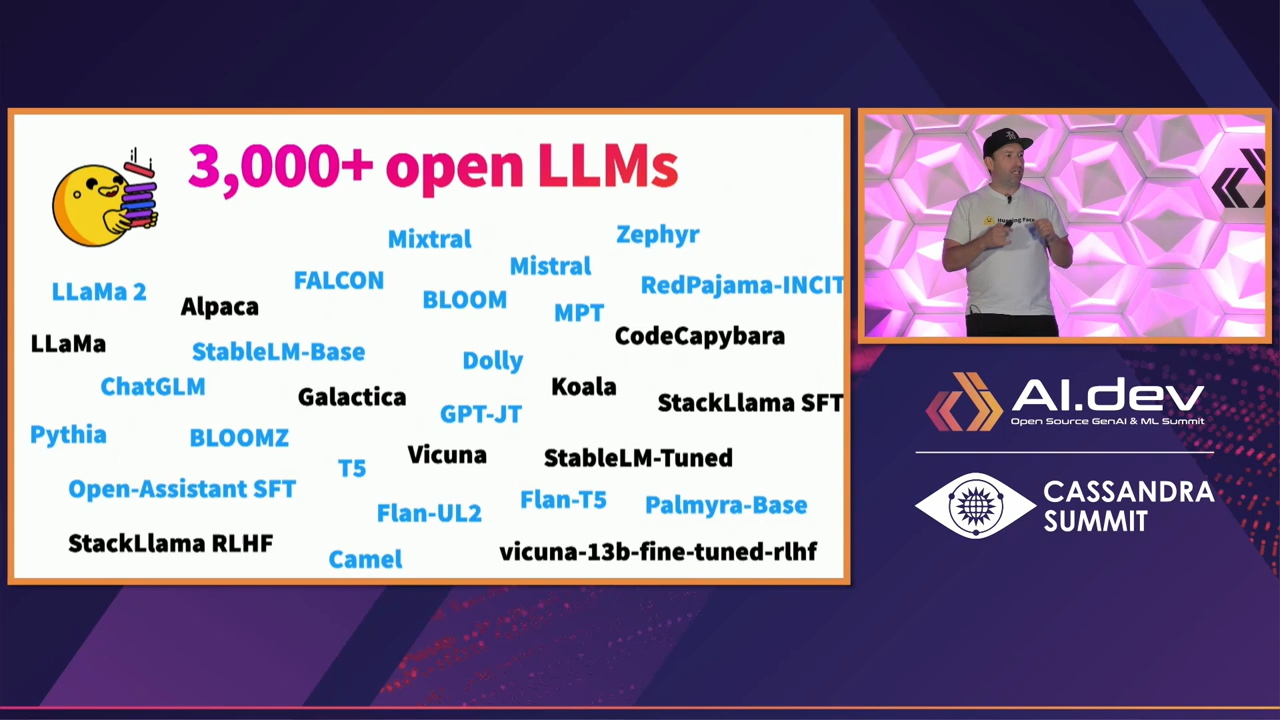 3,000+ open LLMs
Mixtral
Zephyr
Mistral
FALCON
RedPajama-INCIT
LLaMa 2
Alpaca
BLOOM
MPT
CodeCapybara
LLaMa
StableLM-Base
Dolly
ChatGLM
Galactica
Koala
StackLlama SFT
GPT-JT
Pythia
BLOOMZ
Vicuna
StableLM-Tuned
T5
Open-Assistant SFT
Flan-UL2
Flan-T5
Palmyra-Base
StackLlama RLHF
Camel
vicuna-13b-fine-tuned-rlhf
Hugging Face
AI.dev
Open Source GenAI & ML Summit
CASSANDRA
SUMMIT